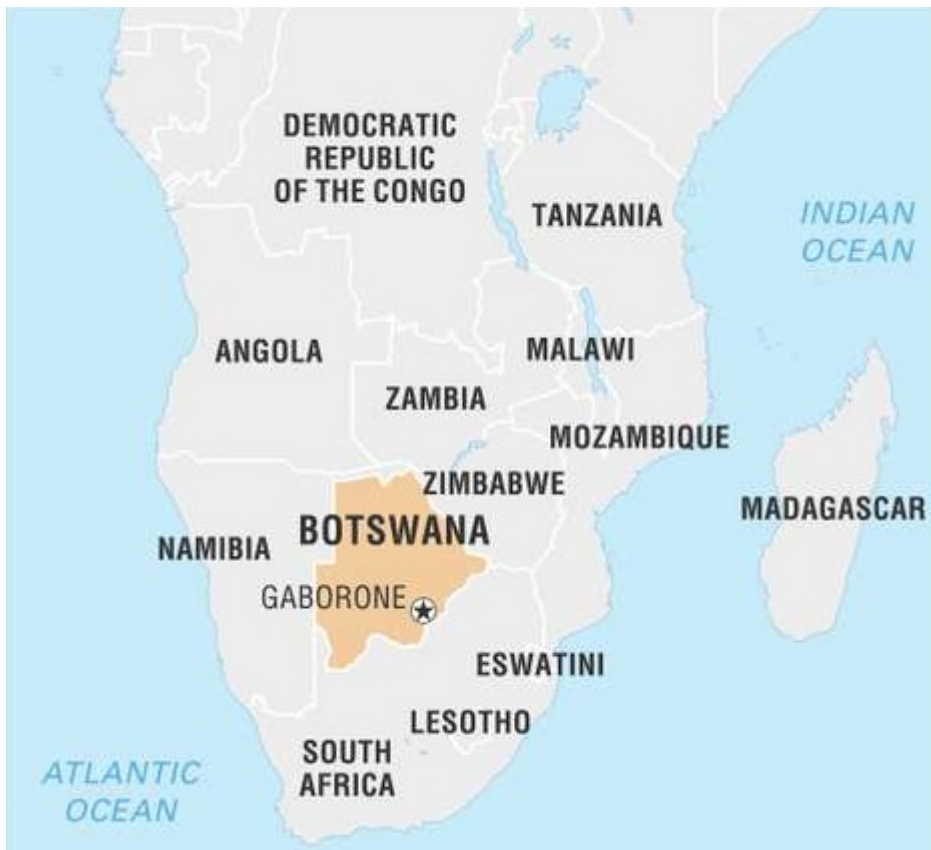 DEMOCRATIC
REPUBLIC
OF THE CONGO
TANZANIA
INDIAN
OCEAN
ANGOLA
MALAWI
ZAMBIA
MOZAMBIQUE
ZIMBABWE
MADAGASCAR
BOTSWANA
NAMIBIA
GABORONE
ESWATINI
LESOTHO
SOUTH
AFRICA
ATLANTIC
OCEAN